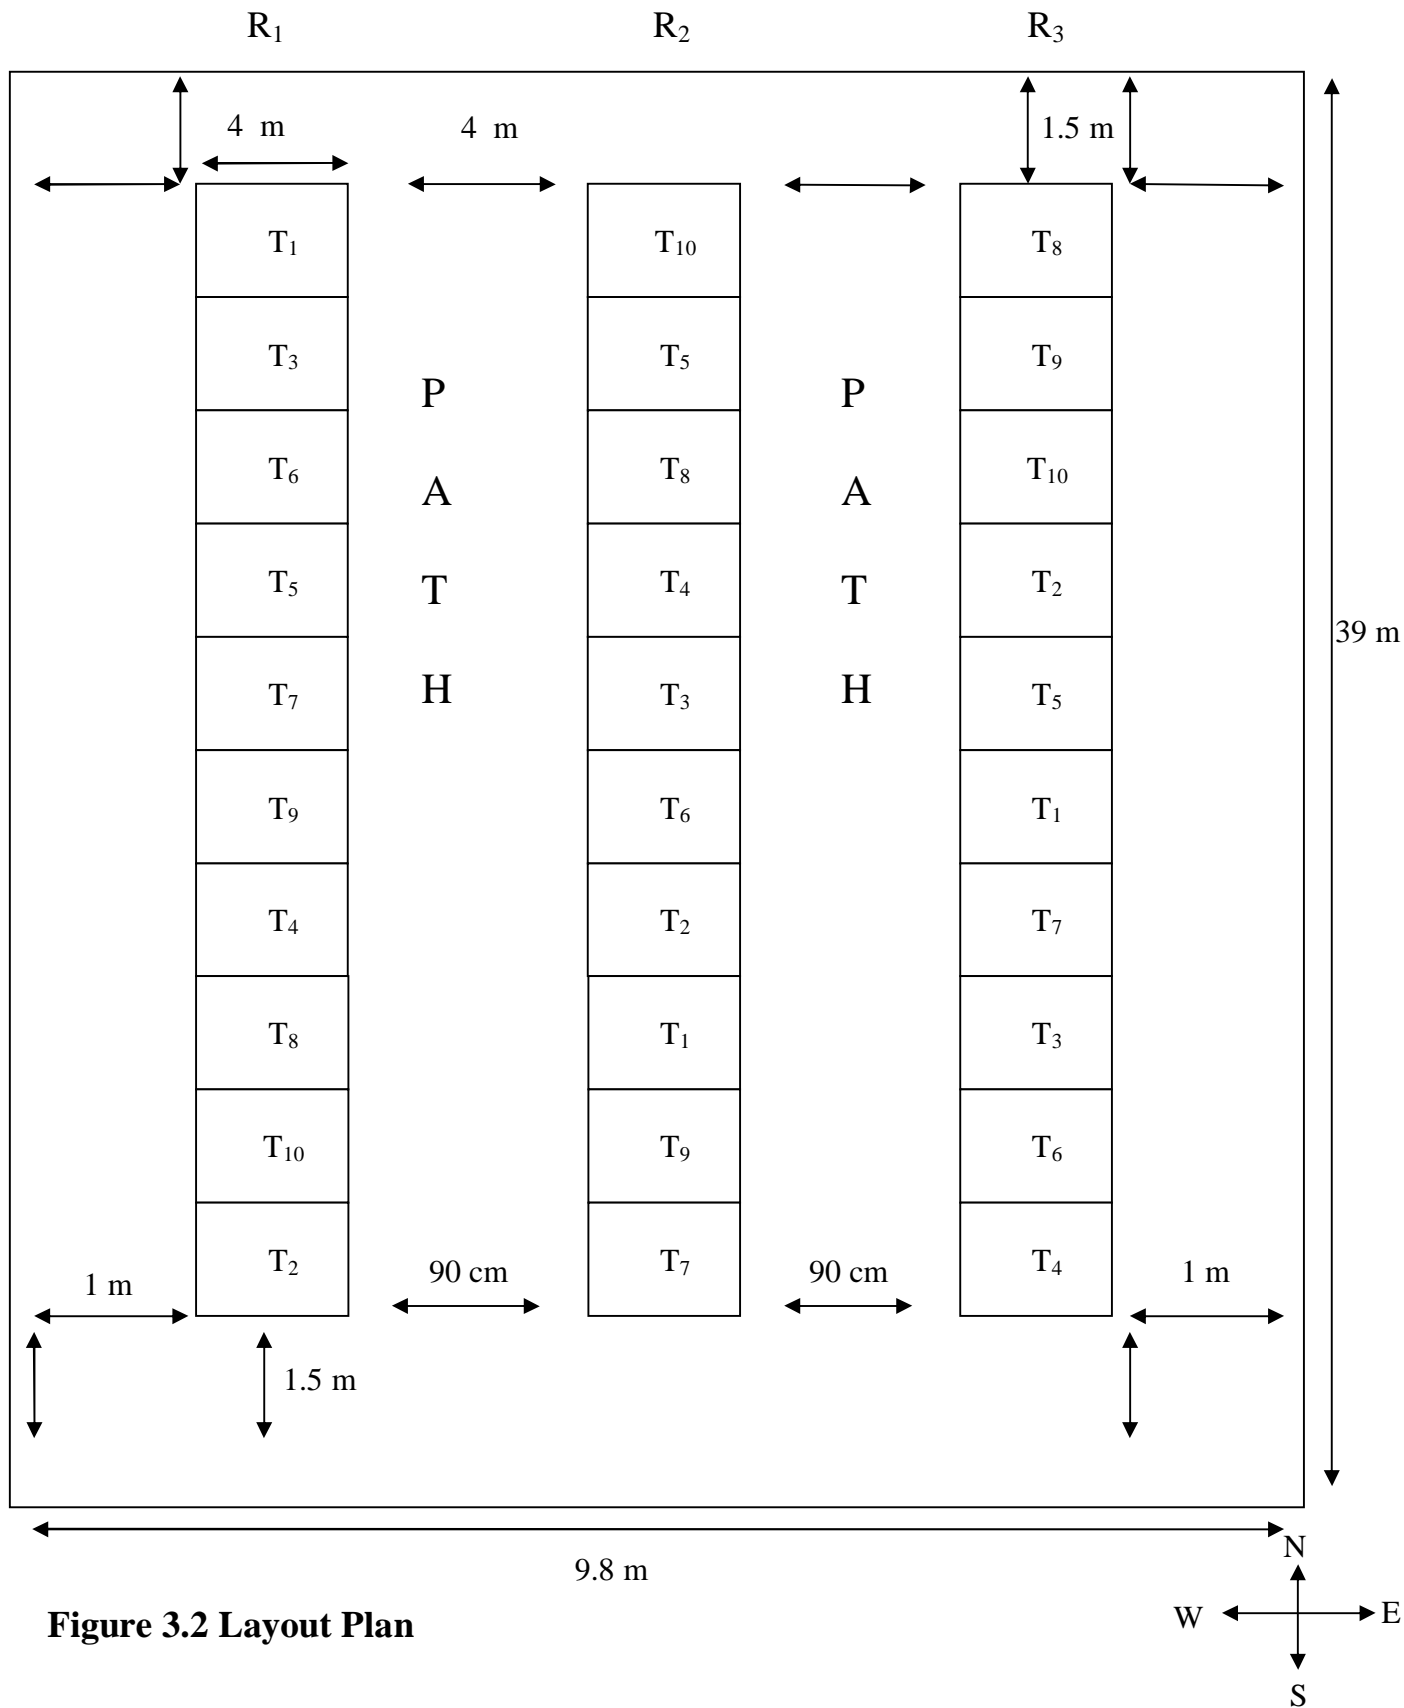 R₁ R₂ R₃
4 m 4 m 1.5 m
T₁ T₁₀ T₈
T₃ T₅ T₉
P P
T₆ T₈ T₁₀
A A
T₅ T₄ T₂
T T
39 m
T₇ T₃ T₅
H H
T₉ T₆ T₁
T₄ T₂ T₇
T₈ T₁ T₃
T₁₀ T₉ T₆
T₂ T₇ T₄
1 m 90 cm 90 cm 1 m
1.5 m
9.8 m
N
W E
S
Figure 3.2 Layout Plan